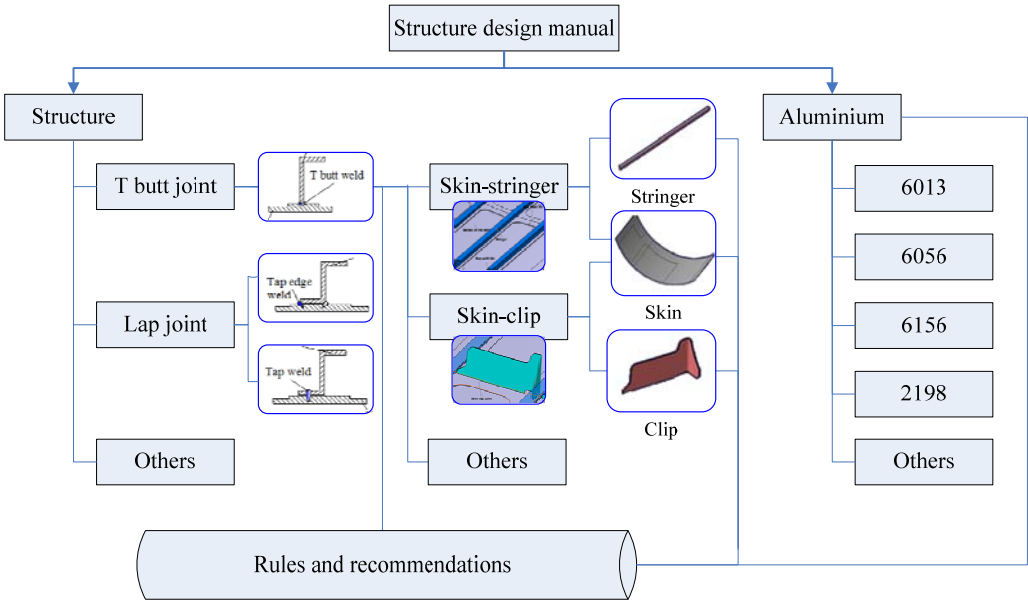 Structure design manual
Structure
Aluminium
T butt joint
T butt weld
Skin-stringer
Stringer
6013
6056
Tap edge
weld
Lap joint
Skin-clip
Skin
6156
Tap weld
2198
Clip
Others
Others
Others
Rules and recommendations